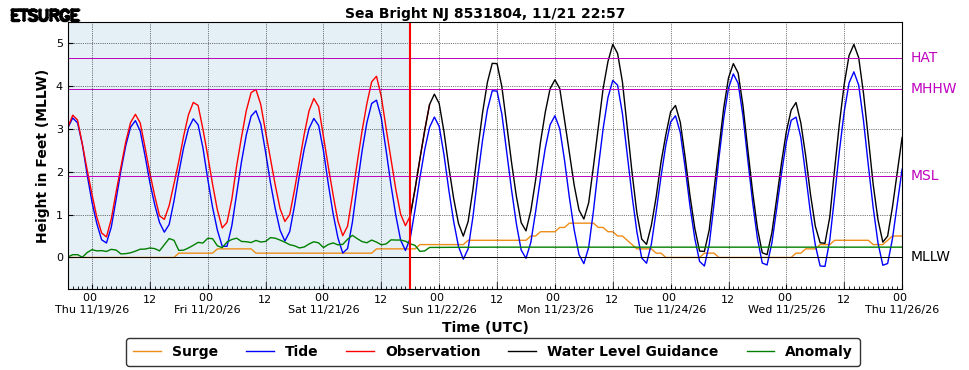 ETSURGE
Sea Bright NJ 8531804, 11/21 22:57
Height in Feet (MLLW)
5
4
3
2
1
0
HAT
MHHW
MSL
MLLW
00 12 00 12 00 12 00 12 00 12 00 12 00 12 00
Thu 11/19/26 Fri 11/20/26 Sat 11/21/26 Sun 11/22/26 Mon 11/23/26 Tue 11/24/26 Wed 11/25/26 Thu 11/26/26
Time (UTC)
Surge Tide Observation Water Level Guidance Anomaly